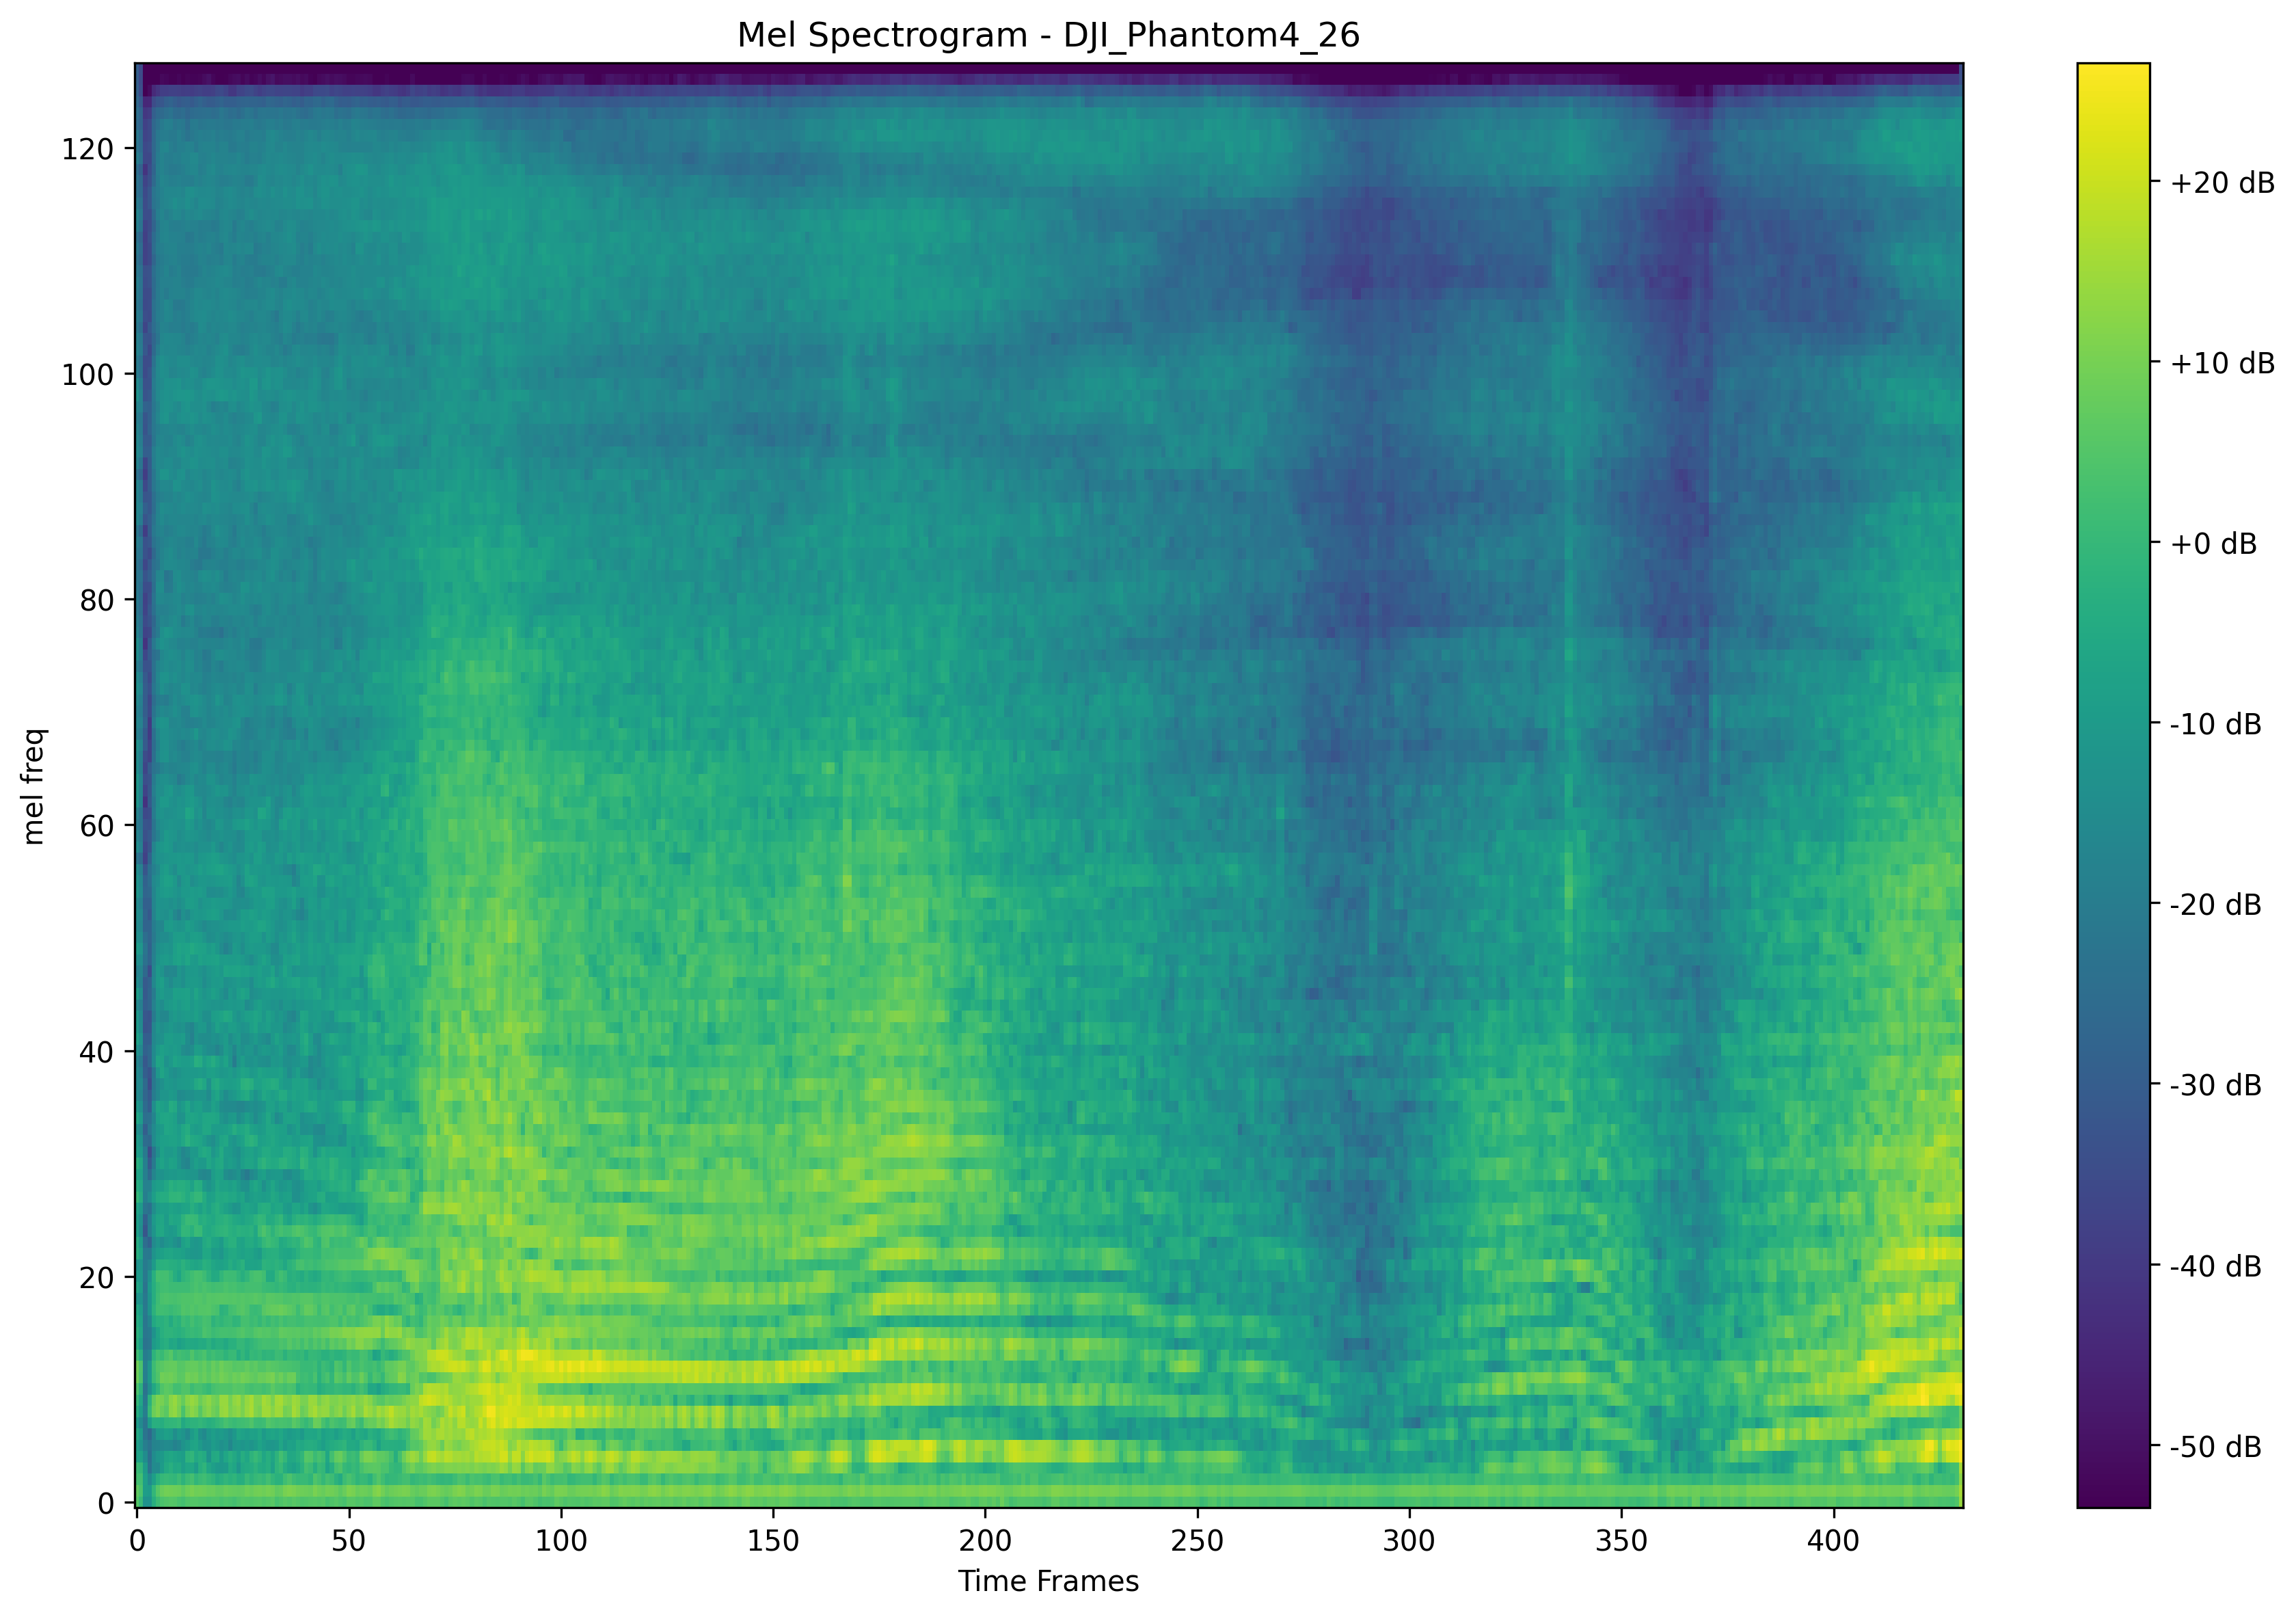 Mel Spectrogram - DJI_Phantom4_26
120
100
80
60
40
20
0
mel freq
0 50 100 150 200 250 300 350 400
Time Frames
+20 dB
+10 dB
+0 dB
-10 dB
-20 dB
-30 dB
-40 dB
-50 dB